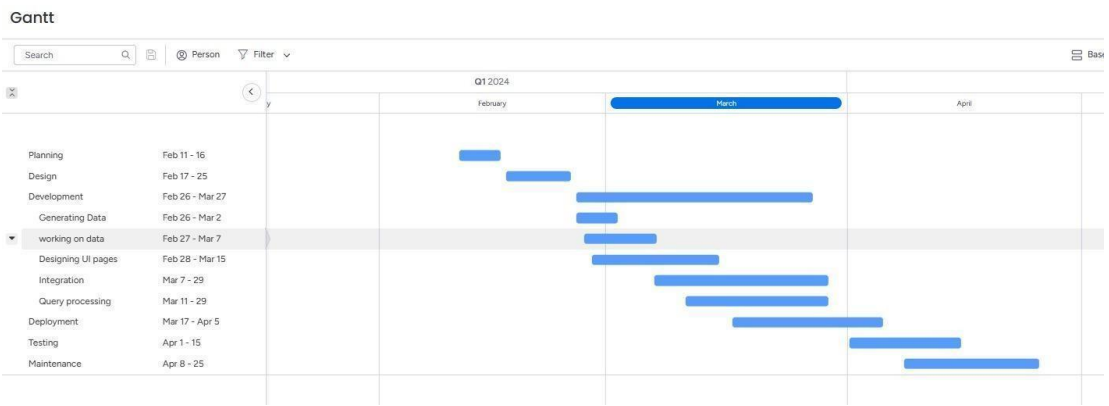 Gantt
Search Person Filter Base
Q1 2024
y February March April
Planning Feb 11 - 16
Design Feb 17 - 25
Development Feb 26 - Mar 27
Generating Data Feb 26 - Mar 2
working on data Feb 27 - Mar 7
Designing UI pages Feb 28 - Mar 15
Integration Mar 7 - 29
Query processing Mar 11 - 29
Deployment Mar 17 - Apr 5
Testing Apr 1 - 15
Maintenance Apr 8 - 25